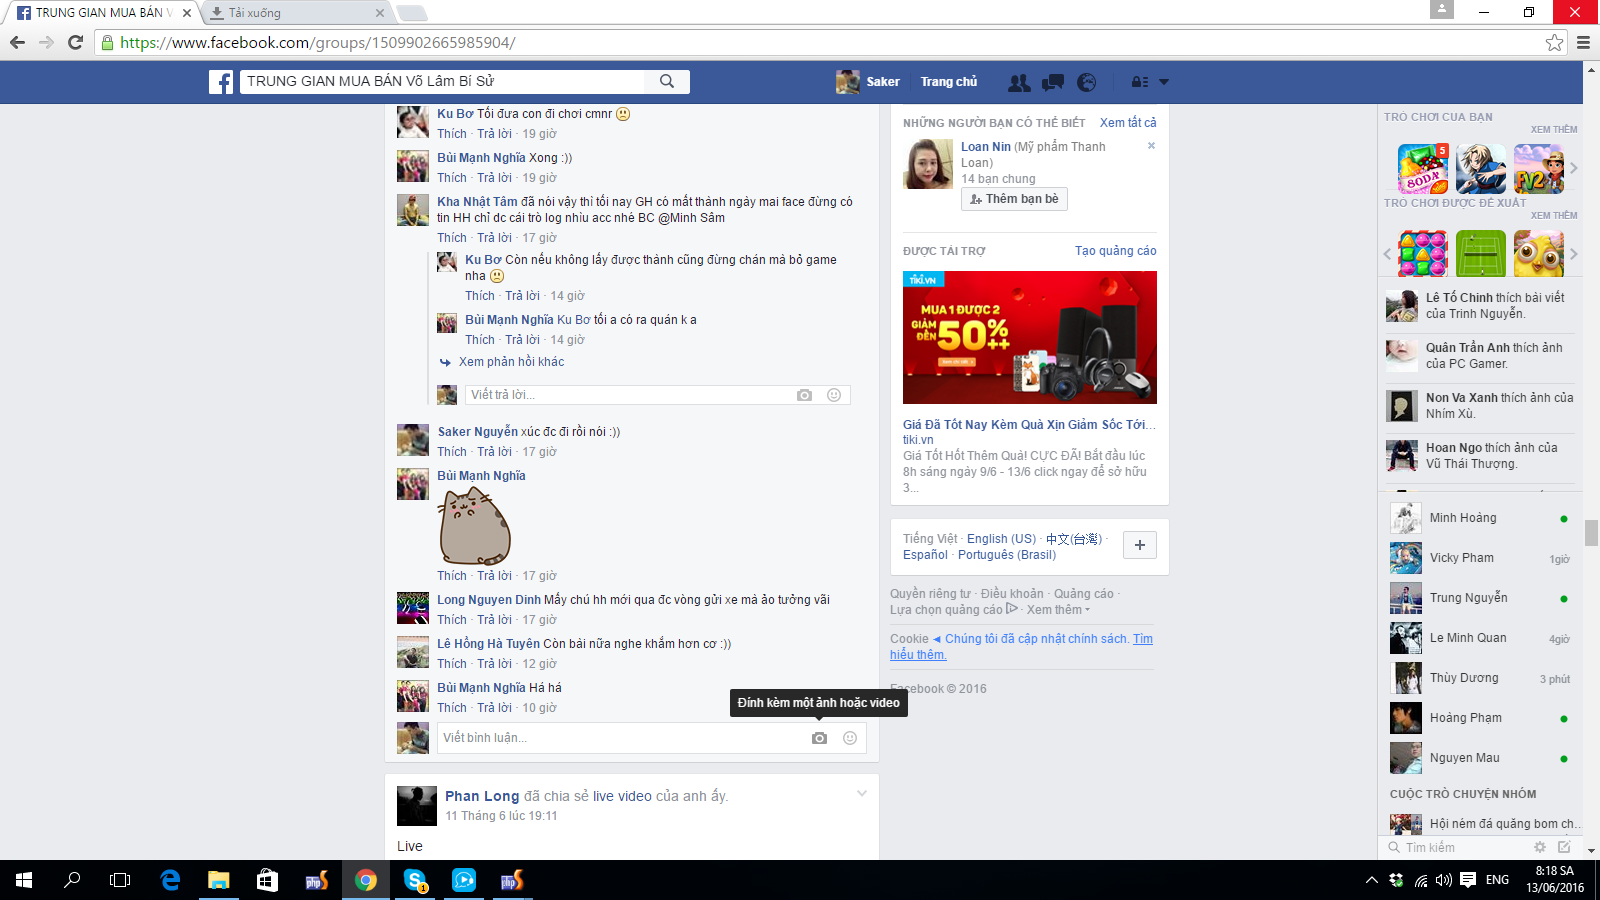 TRUNG GIAN MUA BÁN V
Tải xuống
https://www.facebook.com/groups/1509902665985904/
TRUNG GIAN MUA BÁN Võ Lâm Bí Sử
Saker
Trang chủ
Ku Bơ Tối đưa con đi chơi cmnr
Thích · Trả lời · 19 giờ
Bùi Mạnh Nghĩa Xong :))
Thích · Trả lời · 19 giờ
Kha Nhật Tâm đã nói vậy thì tối nay GH có mất thành ngày mai face đừng có
tin HH chỉ dc cái trò log nhìu acc nhè BC @Minh Sâm
Thích · Trả lời · 17 giờ
Ku Bơ Còn nếu không lấy được thành cũng đừng chán mà bỏ game
nha
Thích · Trả lời · 14 giờ
Bùi Mạnh Nghĩa Ku Bơ tối a có ra quán k a
Thích · Trả lời · 14 giờ
Xem phản hồi khác
Viết trả lời...
Saker Nguyễn xúc đc đi rồi nói :))
Thích · Trả lời · 17 giờ
Bùi Mạnh Nghĩa
Thích · Trả lời · 17 giờ
Long Nguyen Dinh Mấy chú hh mới qua đc vòng gửi xe mà ảo tưởng vãi
Thích · Trả lời · 17 giờ
Lê Hồng Hà Tuyên Còn bài nữa nghe khắm hơn cơ :))
Thích · Trả lời · 12 giờ
Bùi Mạnh Nghĩa Há há
Thích · Trả lời · 10 giờ
Đính kèm một ảnh hoặc video
Viết bình luận...
Phan Long đã chia sẻ live video của anh ấy.
11 Tháng 6 lúc 19:11
Live
NHỮNG NGƯỜI BẠN CÓ THỂ BIẾT
Xem tất cả
Loan Nin (Mỹ phẩm Thanh
Loan)
14 bạn chung
Thêm bạn bè
ĐƯỢC TÀI TRỢ
Tạo quảng cáo
TIKI.VN
MUA 1 ĐƯỢC 2
GIẢM
ĐẾN
50%
++
Giá Đã Tốt Nay Kèm Quà Xịn Giảm Sốc Tới...
tiki.vn
Giá Tốt Hốt Thêm Quà! CỰC ĐÃ! Bắt đầu lúc
8h sáng ngày 9/6 - 13/6 click ngay để sở hữu
3...
Tiếng Việt · English (US) · 中文(台灣) ·
Español · Português (Brasil)
Quyền riêng tư · Điều khoản · Quảng cáo ·
Lựa chọn quảng cáo · Xem thêm
Cookie ◄ Chúng tôi đã cập nhật chính sách. Tìm
hiểu thêm.
Facebook © 2016
TRÒ CHƠI CỦA BẠN
XEM THÊM
5
SODA
FV2
TRÒ CHƠI ĐƯỢC ĐỀ XUẤT
XEM THÊM
Lê Tố Chinh thích bài viết
của Trinh Nguyễn.
Quân Trần Anh thích ảnh
của PC Gamer.
Non Va Xanh thích ảnh của
Nhím Xù.
Hoan Ngo thích ảnh của
Vũ Thái Thượng.
Minh Hoàng
Vicky Pham
1giờ
Trung Nguyễn
Le Minh Quan
4giờ
Thùy Dương
3 phút
Hoàng Phạm
Nguyen Mau
CUỘC TRÒ CHUYỆN NHÓM
Hội ném đá quăng bom ch...
Tìm kiếm
php
1
php
ENG
8:18 SA
13/06/2016